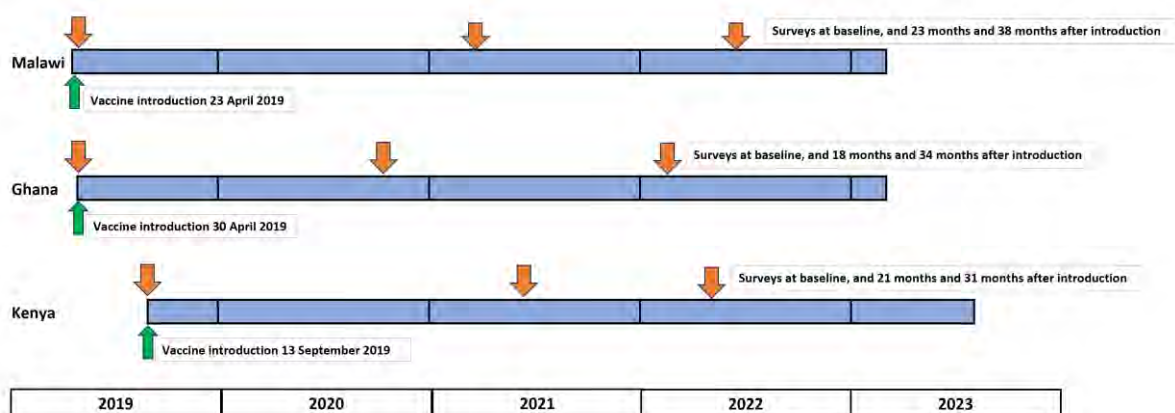 Surveys at baseline, and 23 months and 38 months after introduction
Malawi
Vaccine introduction 23 April 2019
Surveys at baseline, and 18 months and 34 months after introduction
Ghana
Vaccine introduction 30 April 2019
Surveys at baseline, and 21 months and 31 months after introduction
Kenya
Vaccine introduction 13 September 2019
2019 2020 2021 2022 2023